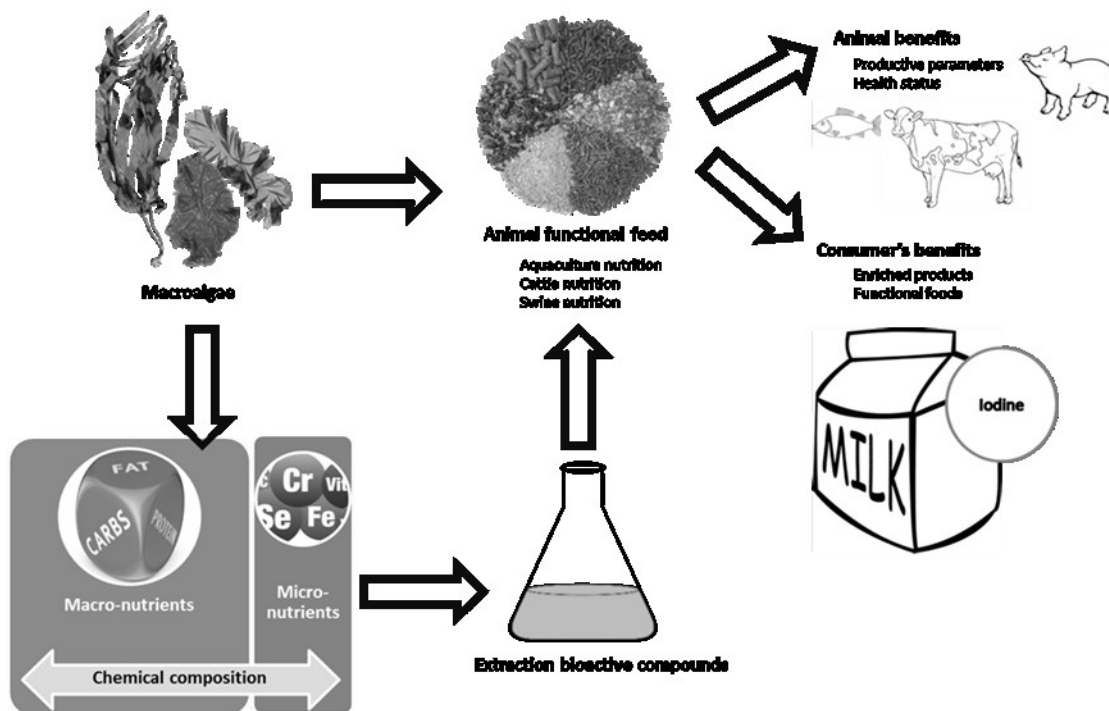 Macroalgae
Animal functional feed
Aquaculture nutrition
Cattle nutrition
Swine nutrition
Animal benefits
Productive parameters
Health status
Consumer's benefits
Enriched products
Functional foods
MILK
Iodine
FAT
CARBS
PROTEIN
Macro-nutrients
C
Cr
Vit
Se
Fe
Micro-
nutrients
Chemical composition
Extraction bioactive compounds